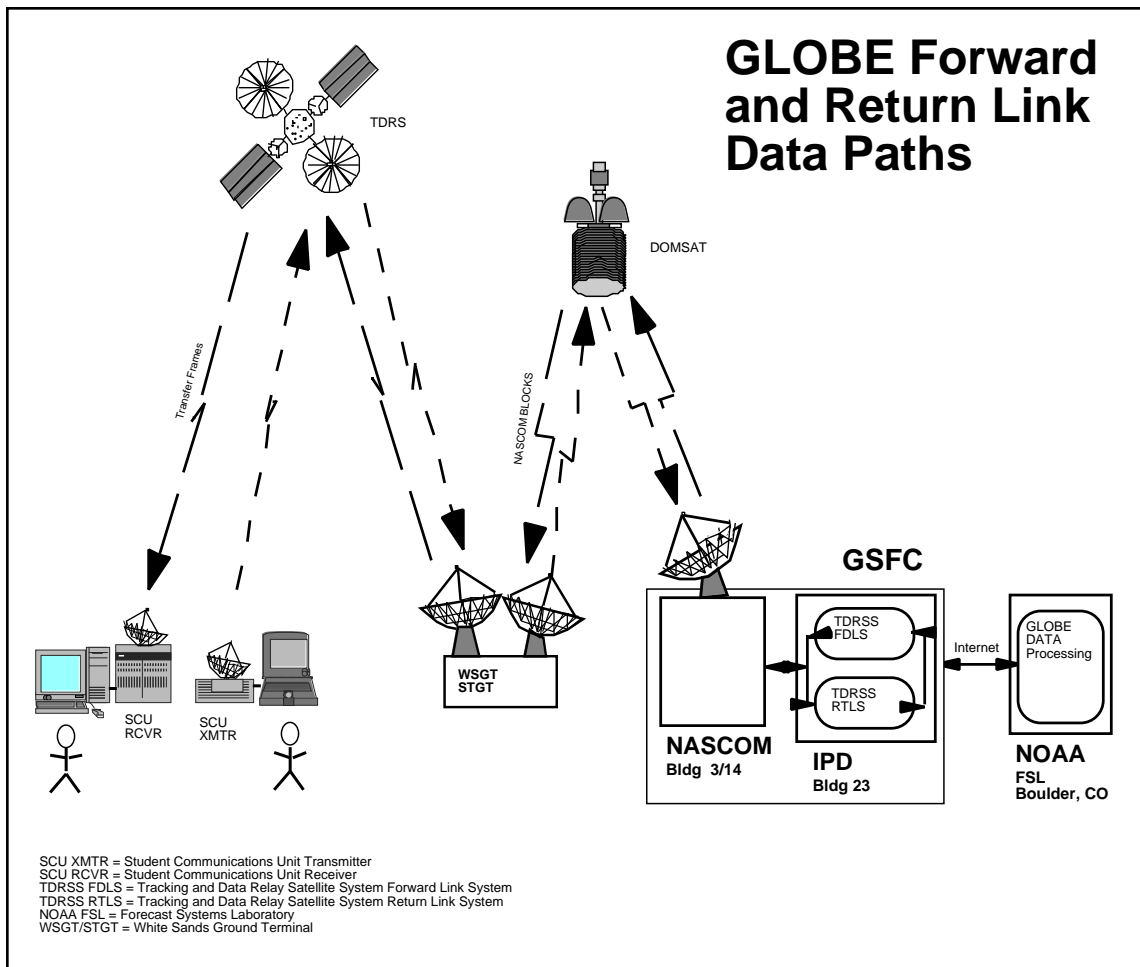 GLOBE Forward
and Return Link
Data Paths
TDRS
DOMSAT
Transfer Frames
NASCOM BLOCKS
GSFC
WSGT
STGT
TDRSS
FDLS
TDRSS
RTLS
Internet
GLOBE
DATA
Processing
SCU
RCVR
SCU
XMTR
NASCOM
Bldg 3/14
IPD
Bldg 23
NOAA
FSL
Boulder, CO
SCU XMTR = Student Communications Unit Transmitter
SCU RCVR = Student Communications Unit Receiver
TDRSS FDLS = Tracking and Data Relay Satellite System Forward Link System
TDRSS RTLS = Tracking and Data Relay Satellite System Return Link System
NOAA FSL = Forecast Systems Laboratory
WSGT/STGT = White Sands Ground Terminal